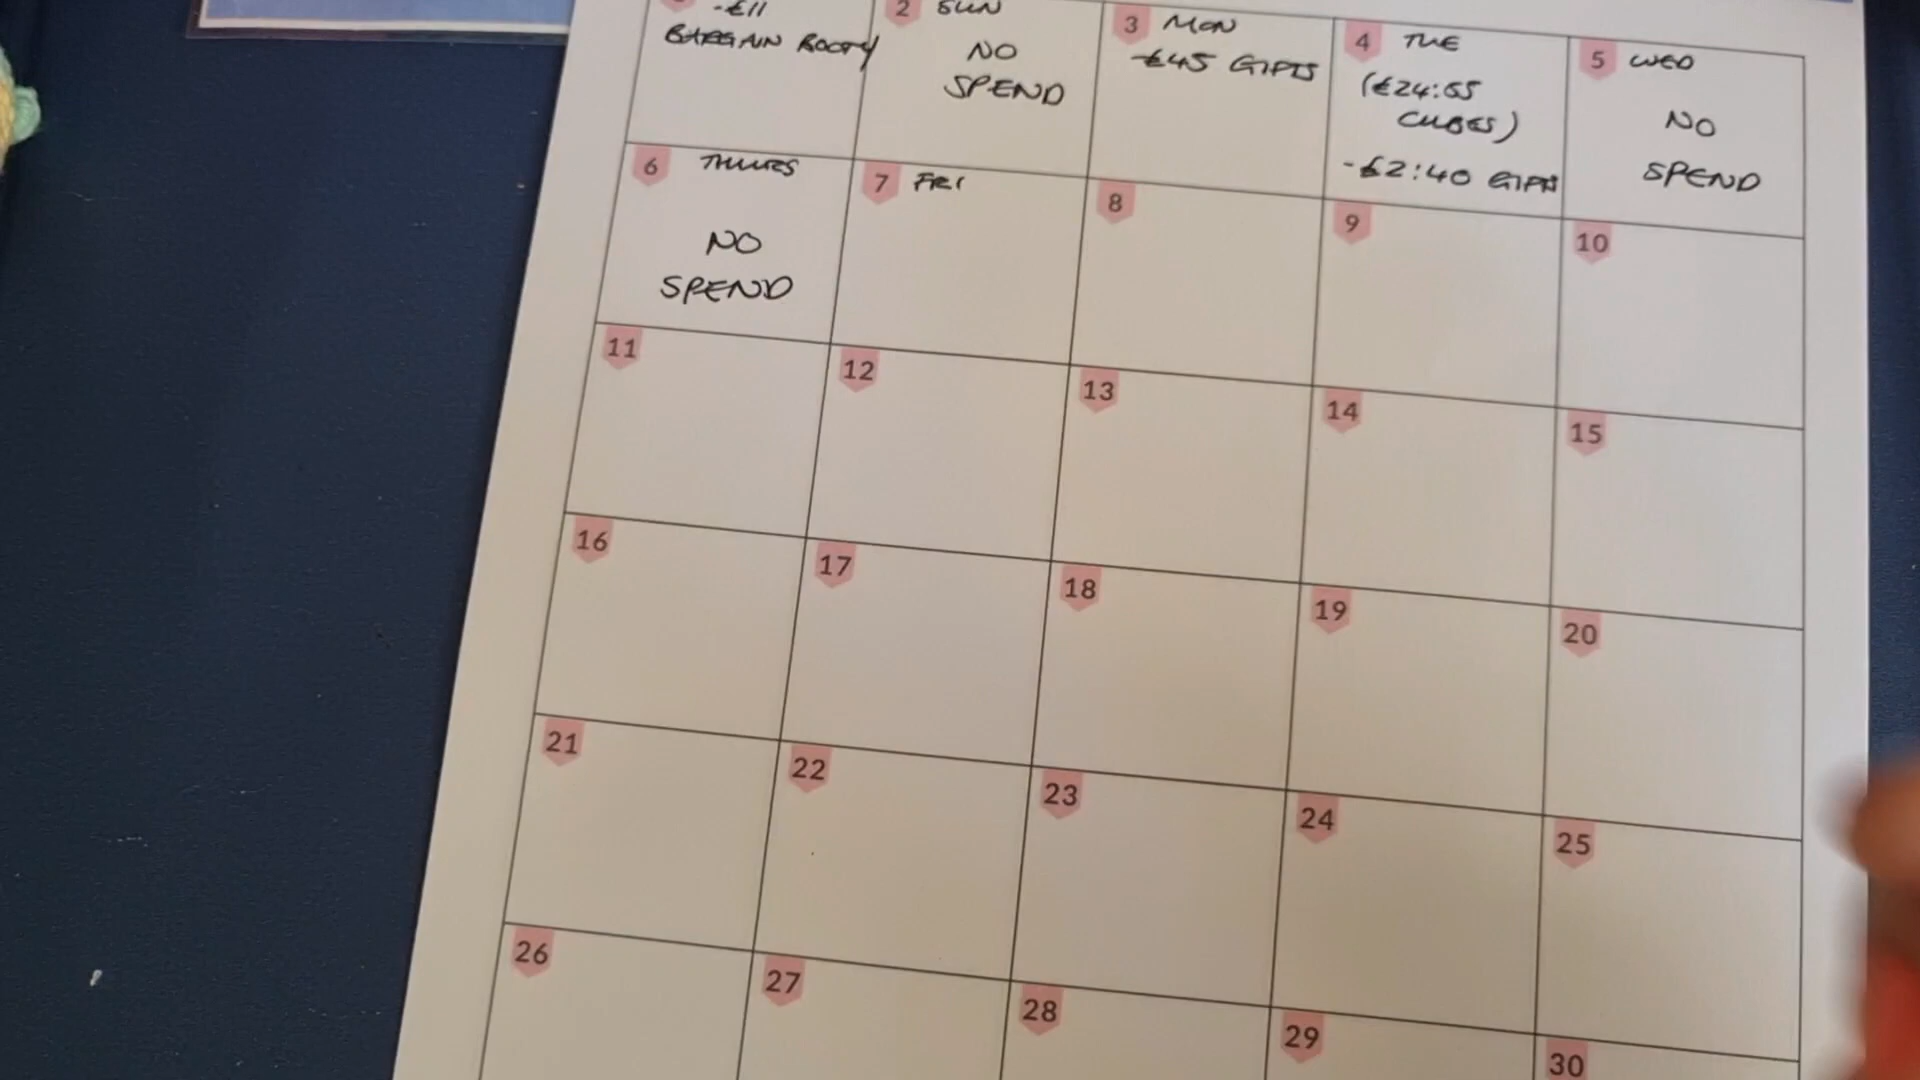 -£11
BARGAIN BOOTY
2 SUN
NO
SPEND
3 MON
-£45 GIFTS
4 TUE
(£24:65
CUBES)
-£2:40 GIFTS
5 WED
NO
SPEND
6 THURS
NO
SPEND
7 FRI
8
9
10
11
12
13
14
15
16
17
18
19
20
21
22
23
24
25
26
27
28
29
30